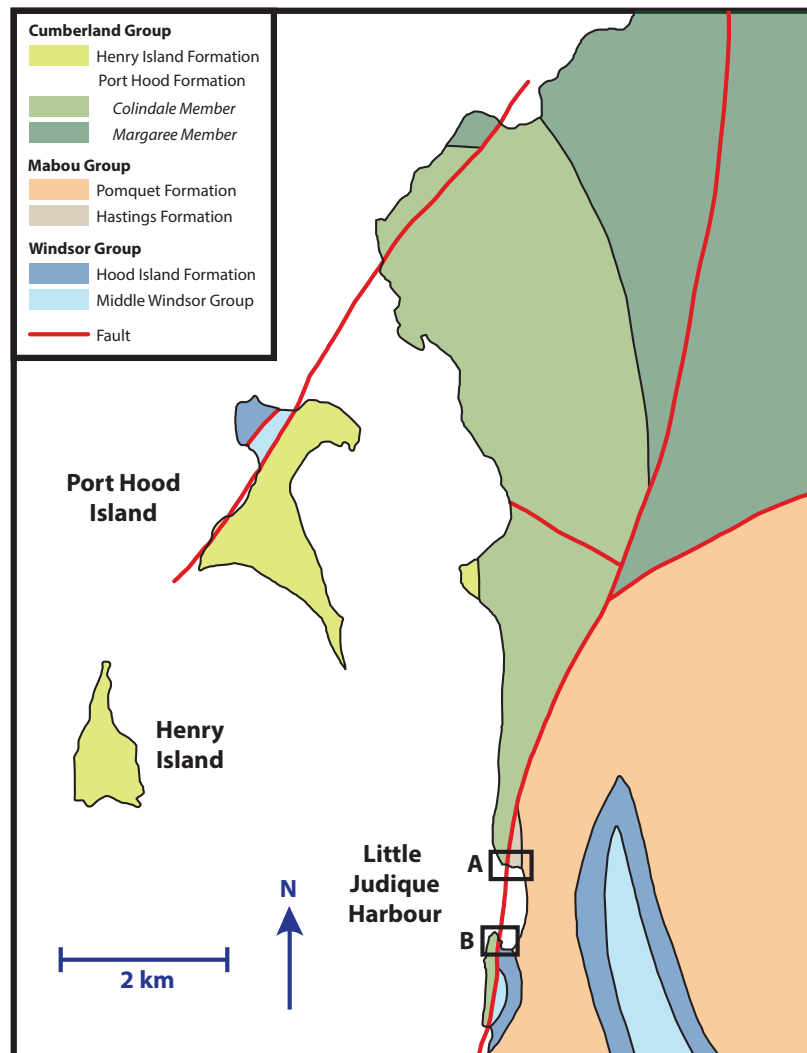 Cumberland Group
Henry Island Formation
Port Hood Formation
Colindale Member
Margaree Member
Mabou Group
Pomquet Formation
Hastings Formation
Windsor Group
Hood Island Formation
Middle Windsor Group
Fault
Port Hood
Island
Henry
Island
Little
Judique
Harbour
A
B
N
2 km